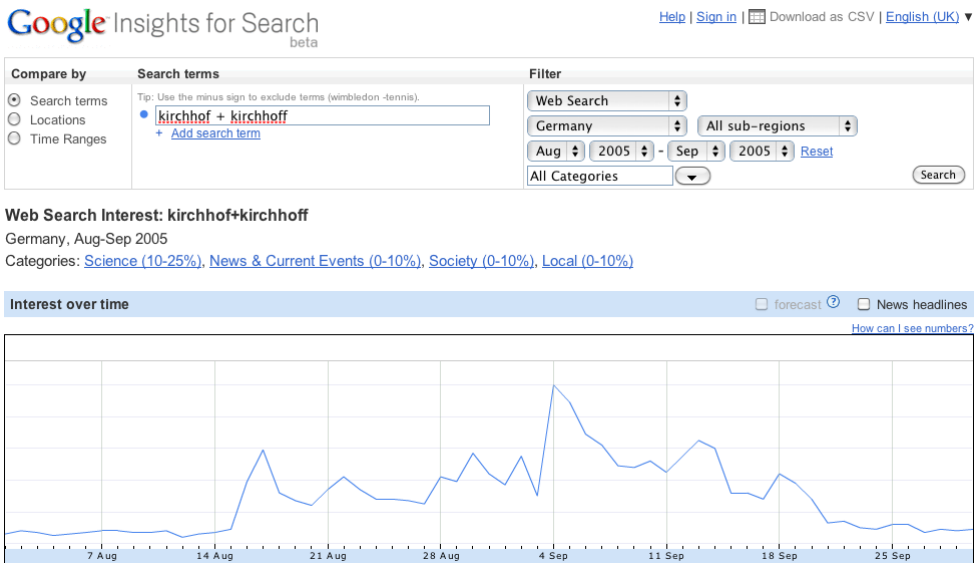 Google Insights for Search
beta
Help | Sign in | Download as CSV | English (UK) ▼
Compare by
Search terms
Locations
Time Ranges
Search terms
Tip: Use the minus sign to exclude terms (wimbledon -tennis).
kirchhof + kirchhoff
+ Add search term
Filter
Web Search
Germany All sub-regions
Aug 2005 - Sep 2005 Reset
All Categories
Search
Web Search Interest: kirchhof+kirchhoff
Germany, Aug-Sep 2005
Categories: Science (10-25%), News & Current Events (0-10%), Society (0-10%), Local (0-10%)
Interest over time
forecast ? News headlines
How can I see numbers?
7 Aug 14 Aug 21 Aug 28 Aug 4 Sep 11 Sep 18 Sep 25 Sep